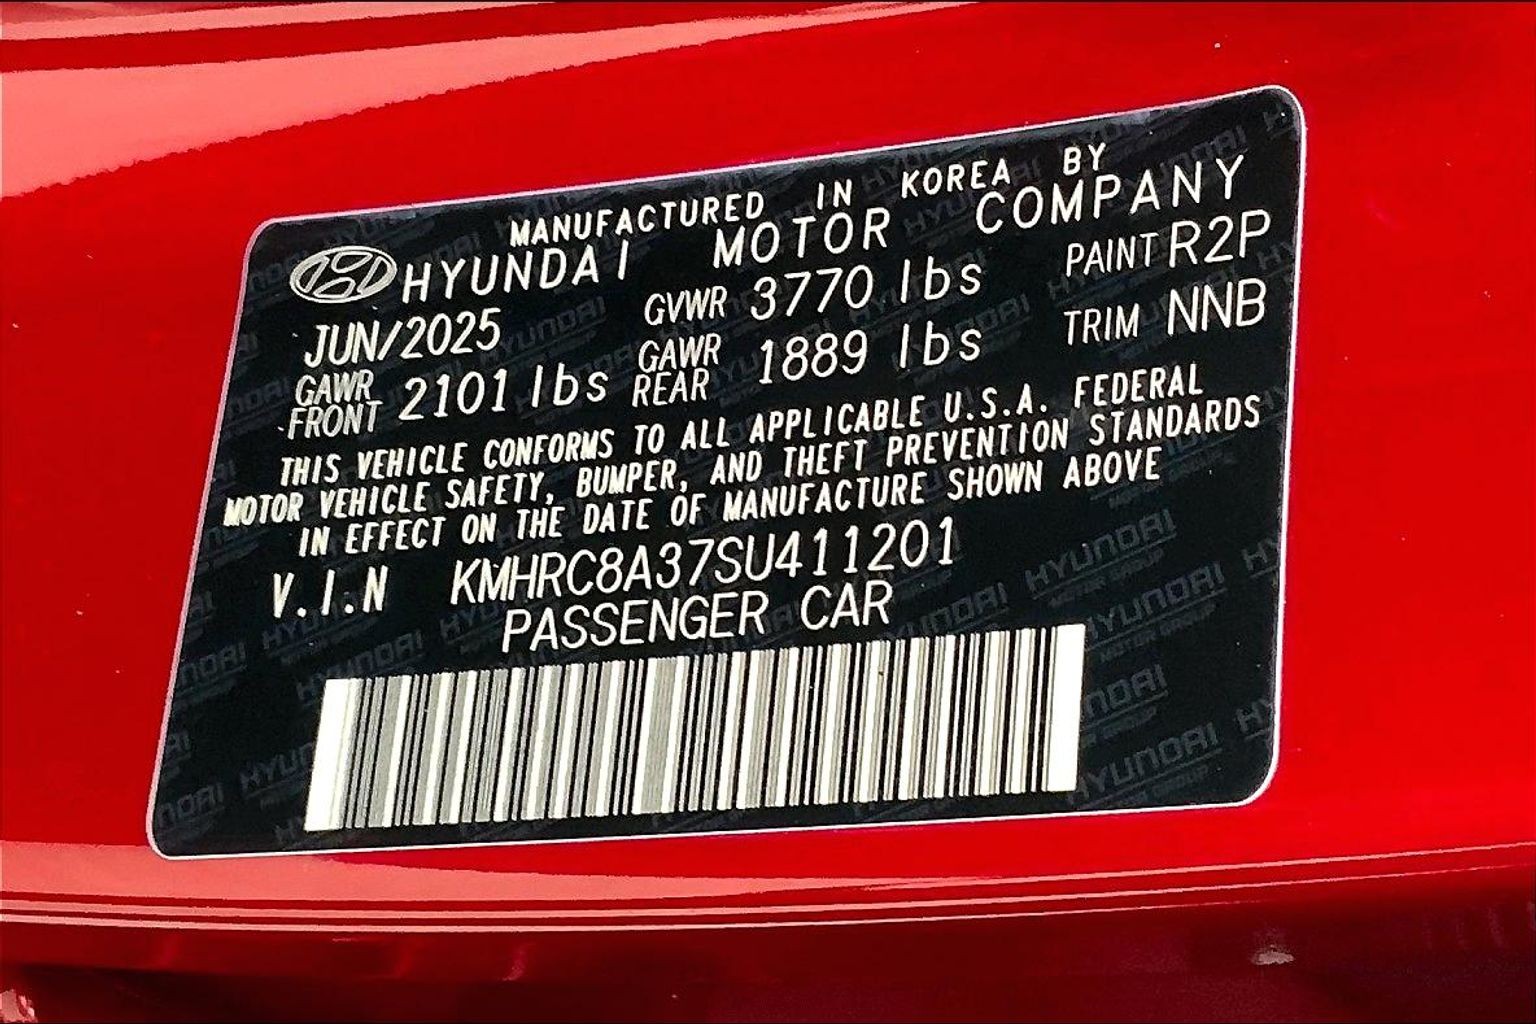 MANUFACTURED IN KOREA BY
HYUNDAI MOTOR COMPANY
JUN/2025 GVWR 3770 lbs PAINT R2P
GAWR FRONT 2101 lbs GAWR REAR 1889 lbs TRIM NNB
THIS VEHICLE CONFORMS TO ALL APPLICABLE U.S.A. FEDERAL
MOTOR VEHICLE SAFETY, BUMPER, AND THEFT PREVENTION STANDARDS
IN EFFECT ON THE DATE OF MANUFACTURE SHOWN ABOVE
V.I.N KMHRC8A37SU411201
PASSENGER CAR